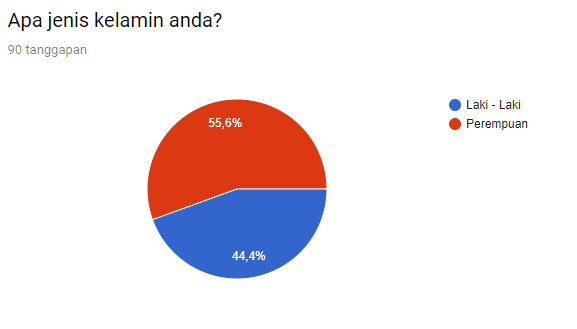 Apa jenis kelamin anda?
90 tanggapan
55,6%
44,4%
Laki - Laki
Perempuan